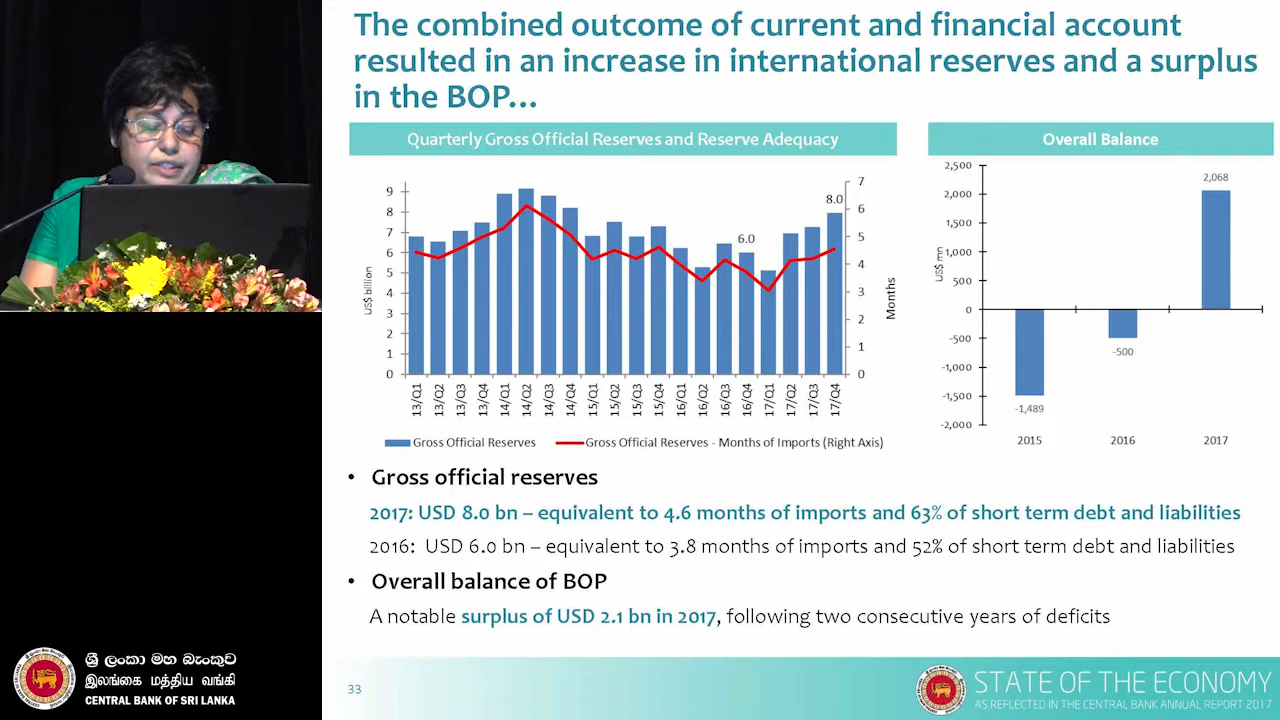 The combined outcome of current and financial account
resulted in an increase in international reserves and a surplus
in the BOP...
Quarterly Gross Official Reserves and Reserve Adequacy
Overall Balance
9
8
7
6
5
4
3
2
1
0
US$ billion
6.0
8.0
7
6
5
4
3
2
1
0
Months
13/Q1
13/Q2
13/Q3
13/Q4
14/Q1
14/Q2
14/Q3
14/Q4
15/Q1
15/Q2
15/Q3
15/Q4
16/Q1
16/Q2
16/Q3
16/Q4
17/Q1
17/Q2
17/Q3
17/Q4
Gross Official Reserves
Gross Official Reserves - Months of Imports (Right Axis)
2,500
2,000
1,500
1,000
500
0
-500
-1,000
-1,500
-2,000
US$ mn
-1,489
-500
2,068
2015
2016
2017
• Gross official reserves
2017: USD 8.0 bn – equivalent to 4.6 months of imports and 63% of short term debt and liabilities
2016: USD 6.0 bn – equivalent to 3.8 months of imports and 52% of short term debt and liabilities
• Overall balance of BOP
A notable surplus of USD 2.1 bn in 2017, following two consecutive years of deficits
ශ්‍රී ලංකා මහ බැංකුව
இலங்கை மத்திய வங்கி
CENTRAL BANK OF SRI LANKA
33
STATE OF THE ECONOMY
AS REFLECTED IN THE CENTRAL BANK ANNUAL REPORT 2017